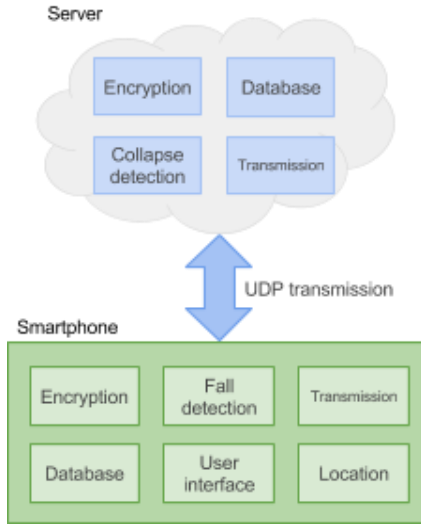 Server
Encryption
Database
Collapse
detection
Transmission
UDP transmission
Smartphone
Encryption
Fall
detection
Transmission
Database
User
interface
Location